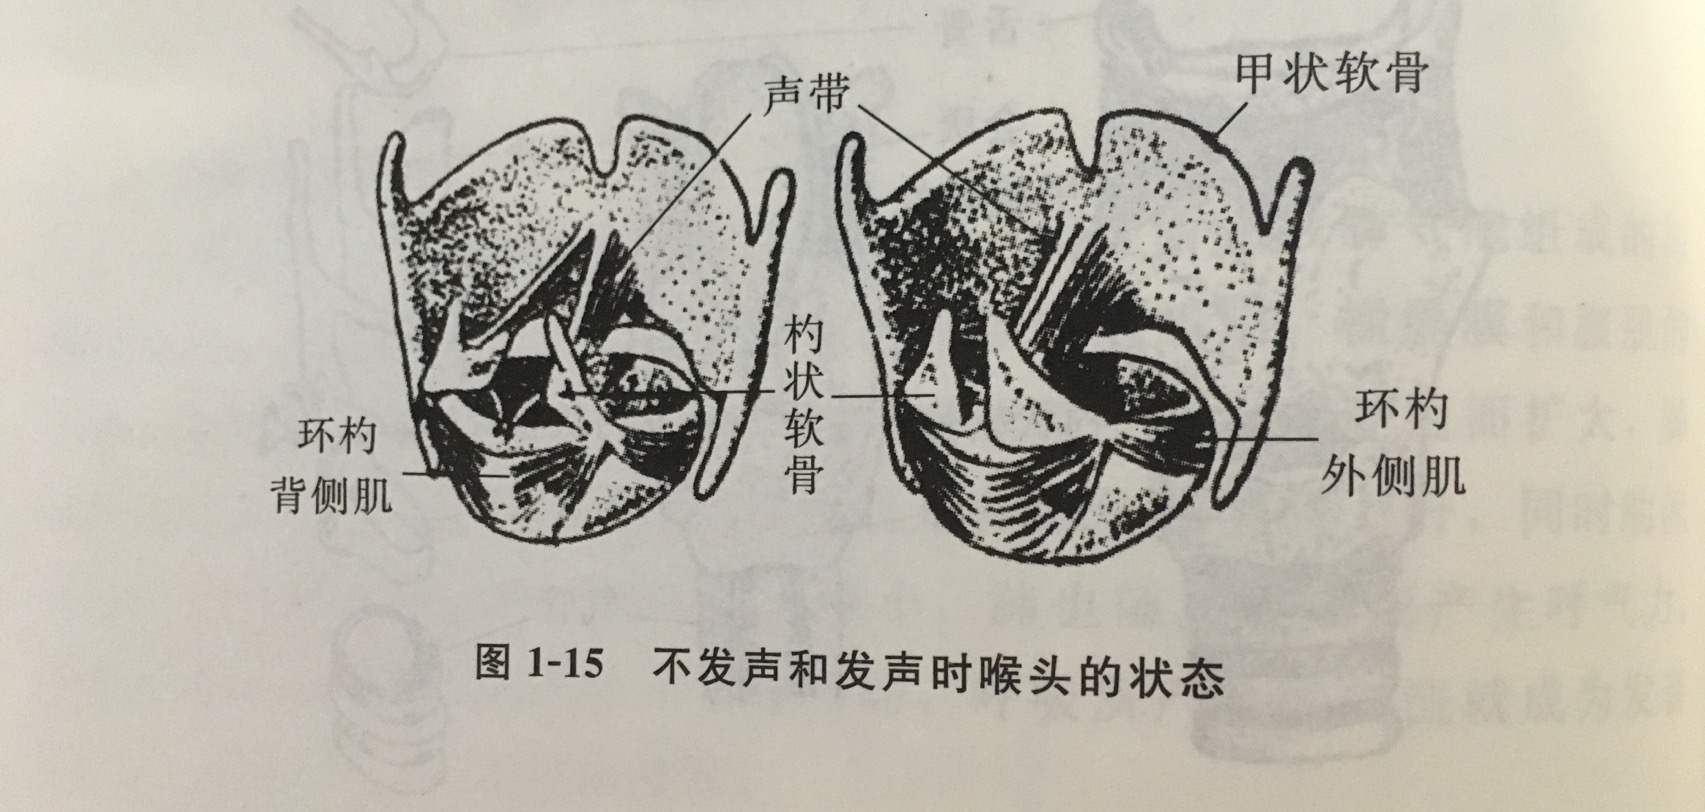 声带
甲状软骨
杓
状
软
骨
环杓
背侧肌
环杓
外侧肌
图 1-15 不发声和发声时喉头的状态